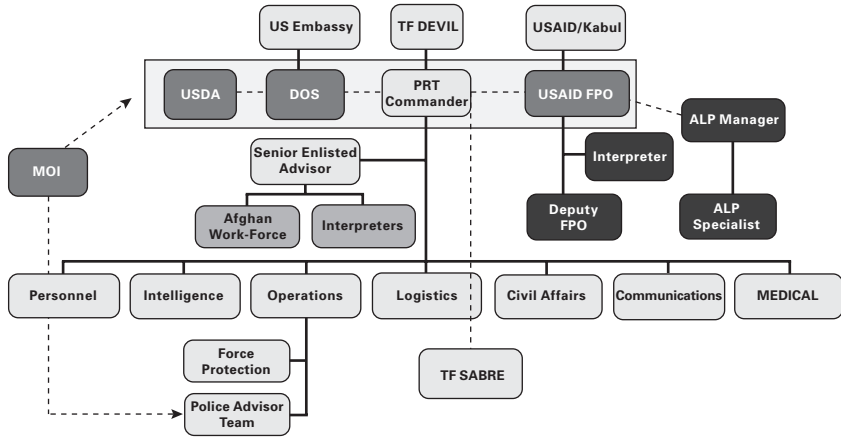 US Embassy
TF DEVIL
USAID/Kabul
USDA
DOS
PRT
Commander
USAID FPO
ALP Manager
MOI
Senior Enlisted
Advisor
Interpreter
Afghan
Work-Force
Interpreters
Deputy
FPO
ALP
Specialist
Personnel
Intelligence
Operations
Logistics
Civil Affairs
Communications
MEDICAL
Force
Protection
TF SABRE
Police Advisor
Team